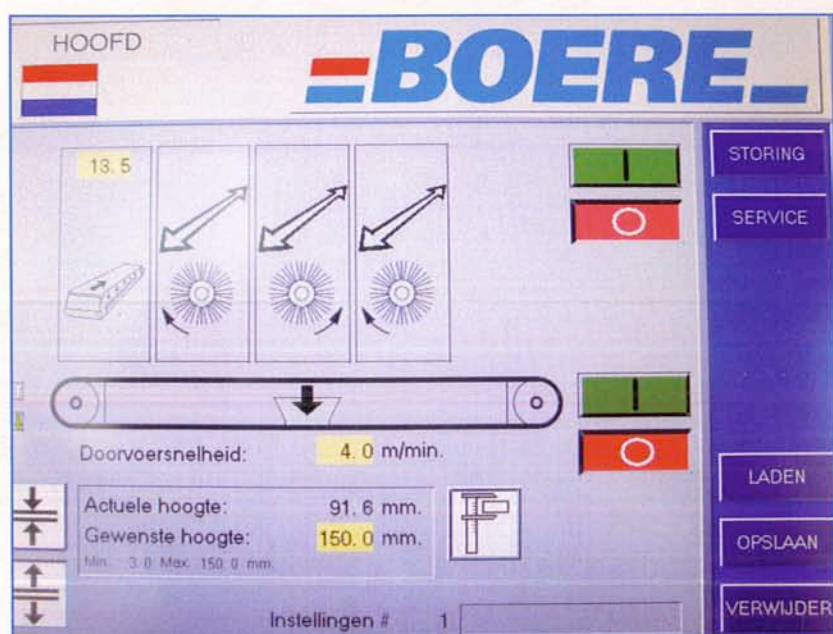 HOOFD
BOERE
13.5
STORING
SERVICE
Doorvoersnelheid: 4.0 m/min.
Actuele hoogte: 91.6 mm.
Gewenste hoogte: 150.0 mm.
Min. 3.0 Max. 150.0 mm.
Instellingen # 1
LADEN
OPSLAAN
VERWIJDER